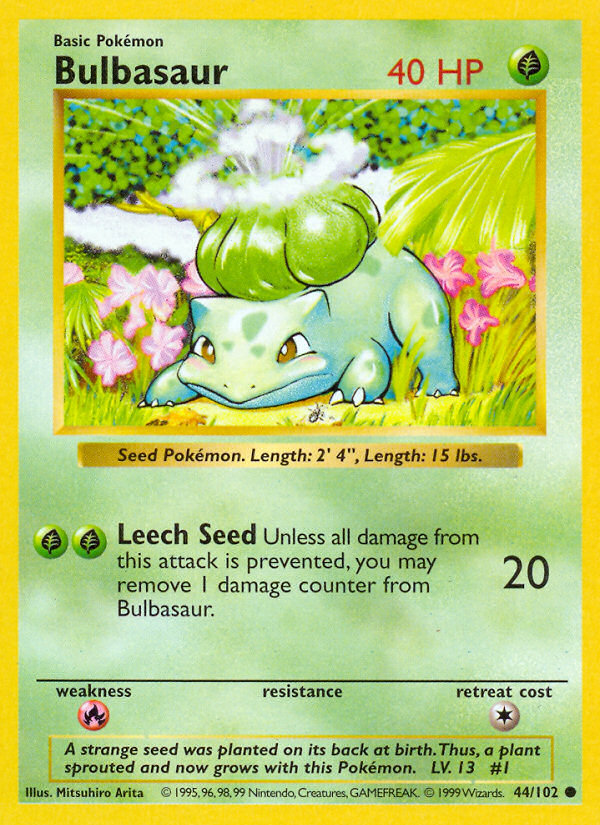 Basic Pokémon
Bulbasaur 40 HP
Seed Pokémon. Length: 2' 4", Length: 15 lbs.
Leech Seed Unless all damage from
this attack is prevented, you may
remove 1 damage counter from
Bulbasaur.
20
weakness resistance retreat cost
A strange seed was planted on its back at birth. Thus, a plant
sprouted and now grows with this Pokémon. LV. 13 #1
Illus. Mitsuhiro Arita © 1995, 96, 98, 99 Nintendo, Creatures, GAMEFREAK. © 1999 Wizards. 44/102